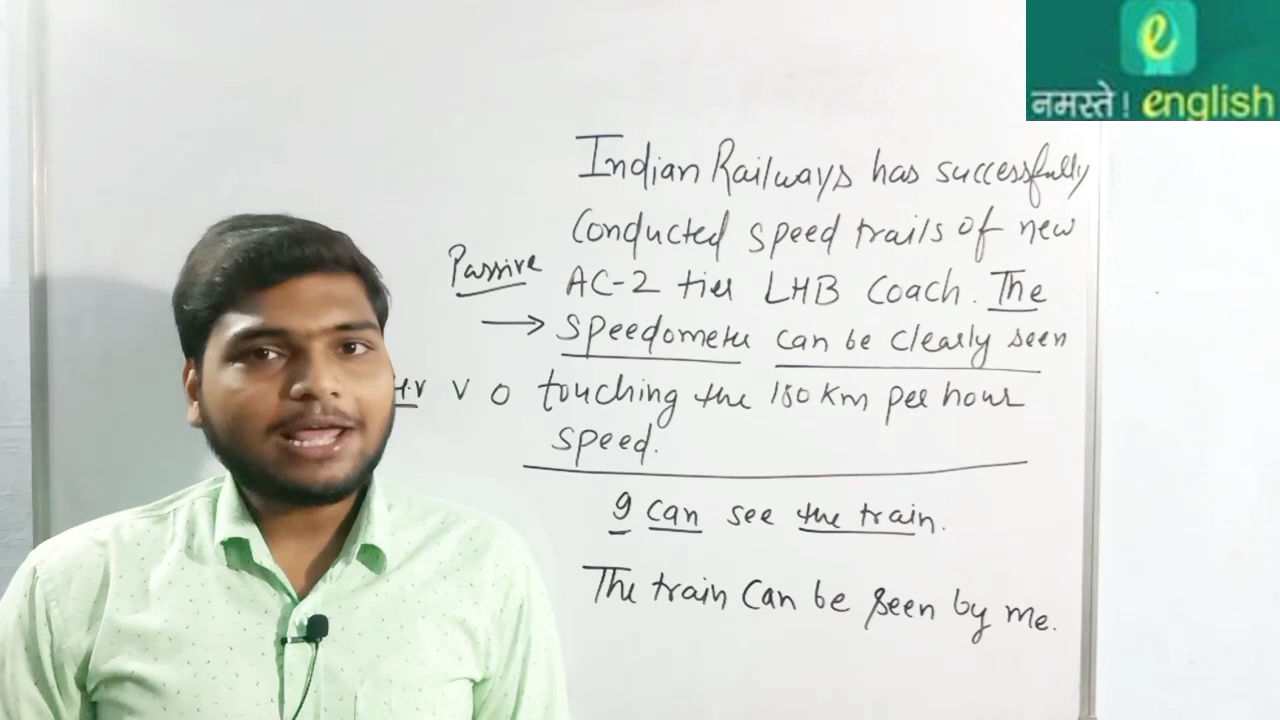 e
नमस्ते! english
Indian Railways has successfully
conducted speed trails of new
Passive
AC-2 tier LHB Coach. The
→ speedometer can be clearly seen
H.V V O
touching the 180 Km per hour
speed.
I can see the train.
The train can be seen by me.